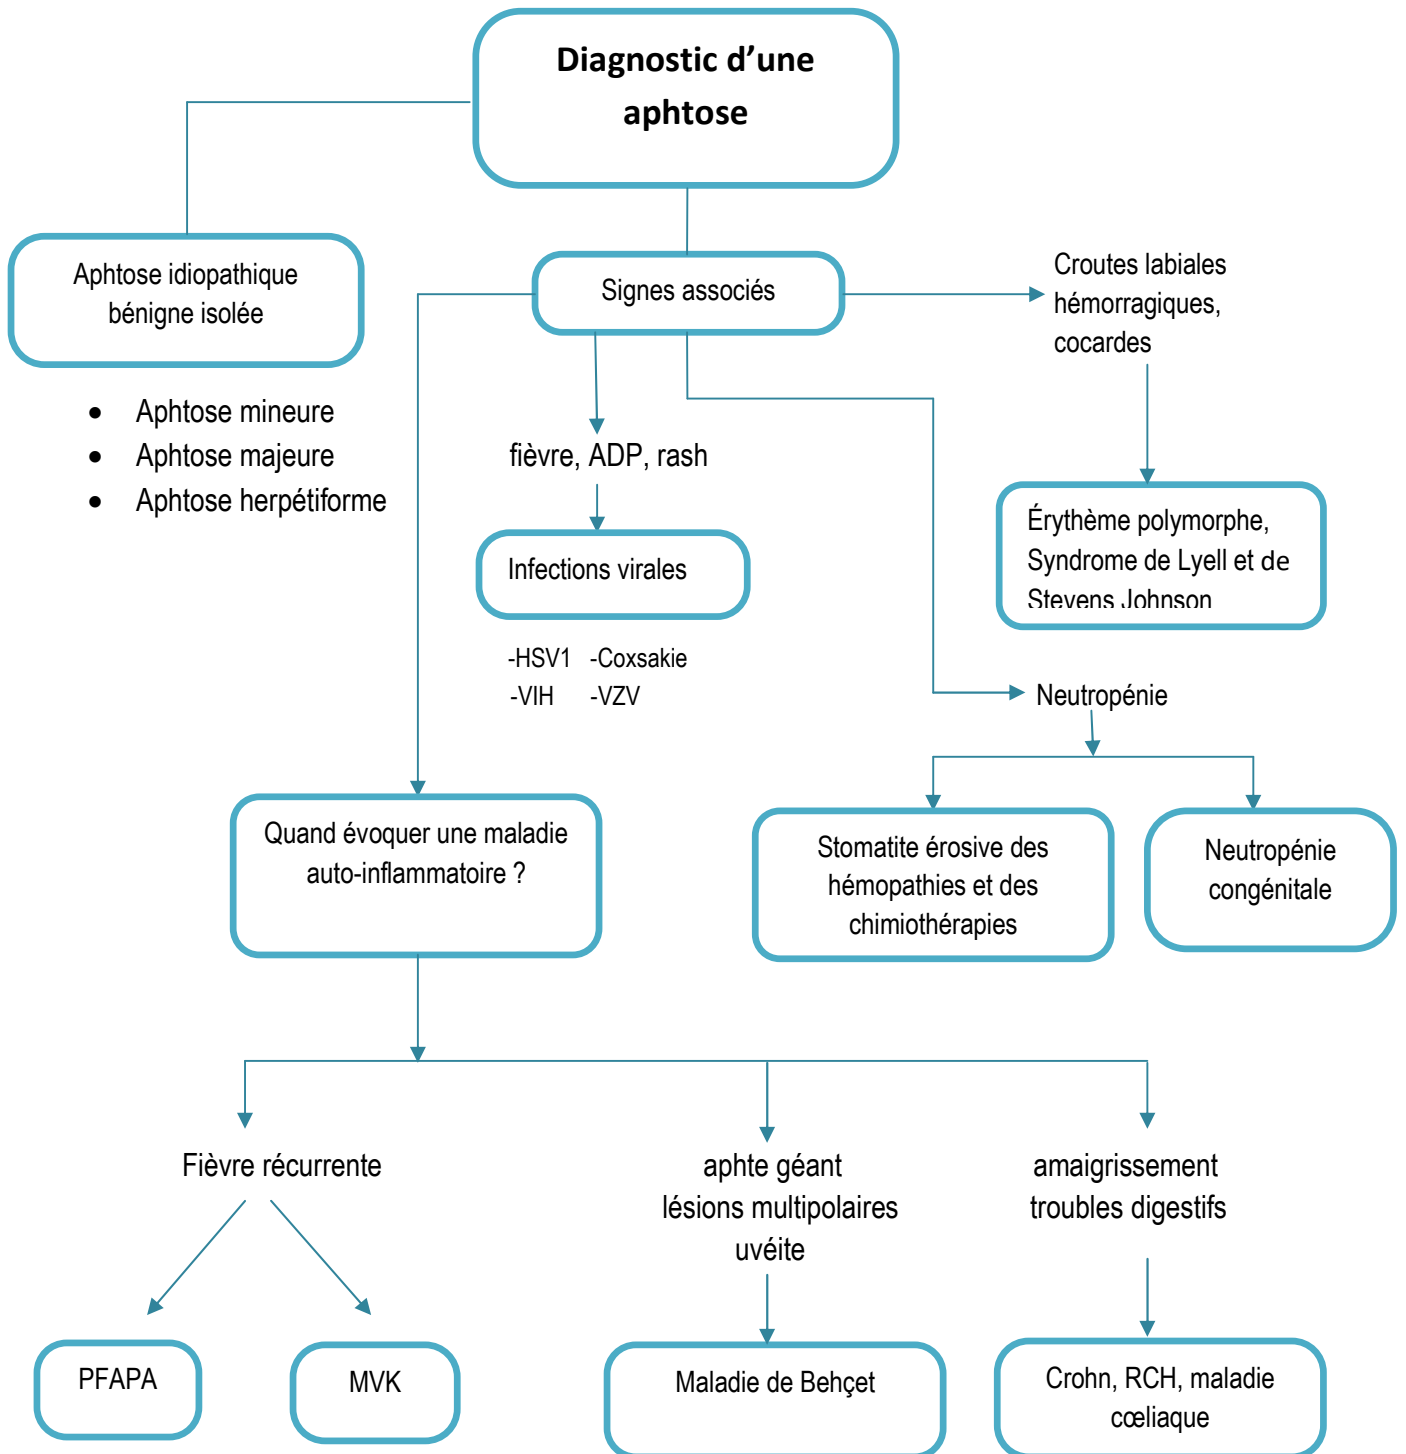 Diagnostic d’une
aphtose
Aphtose idiopathique
bénigne isolée
Signes associés
Croutes labiales
hémorragiques,
cocardes
• Aphtose mineure
• Aphtose majeure
• Aphtose herpétiforme
fièvre, ADP, rash
Infections virales
-HSV1 -Coxsakie
-VIH -VZV
Érythème polymorphe,
Syndrome de Lyell et de
Stevens Johnson
Neutropénie
Stomatite érosive des
hémopathies et des
chimiothérapies
Neutropénie
congénitale
Quand évoquer une maladie
auto-inflammatoire ?
Fièvre récurrente
aphte géant
lésions multipolaires
uvéite
amaigrissement
troubles digestifs
PFAPA
MVK
Maladie de Behçet
Crohn, RCH, maladie
cœliaque